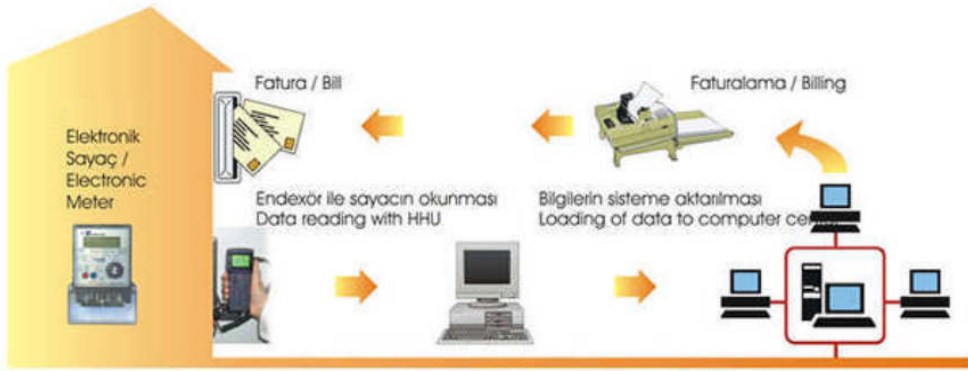 Fatura / Bill
Faturalama / Billing
Elektronik
Sayaç /
Electronic
Meter
Endexör ile sayacın okunması
Data reading with HHU
Bilgilerin sisteme aktarılması
Loading of data to computer